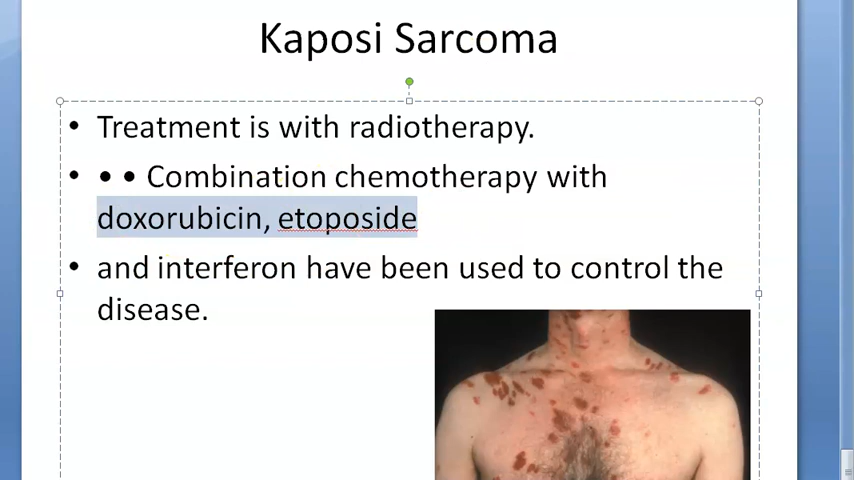 Kaposi Sarcoma
• Treatment is with radiotherapy.
• • • Combination chemotherapy with
doxorubicin, etoposide
• and interferon have been used to control the
disease.